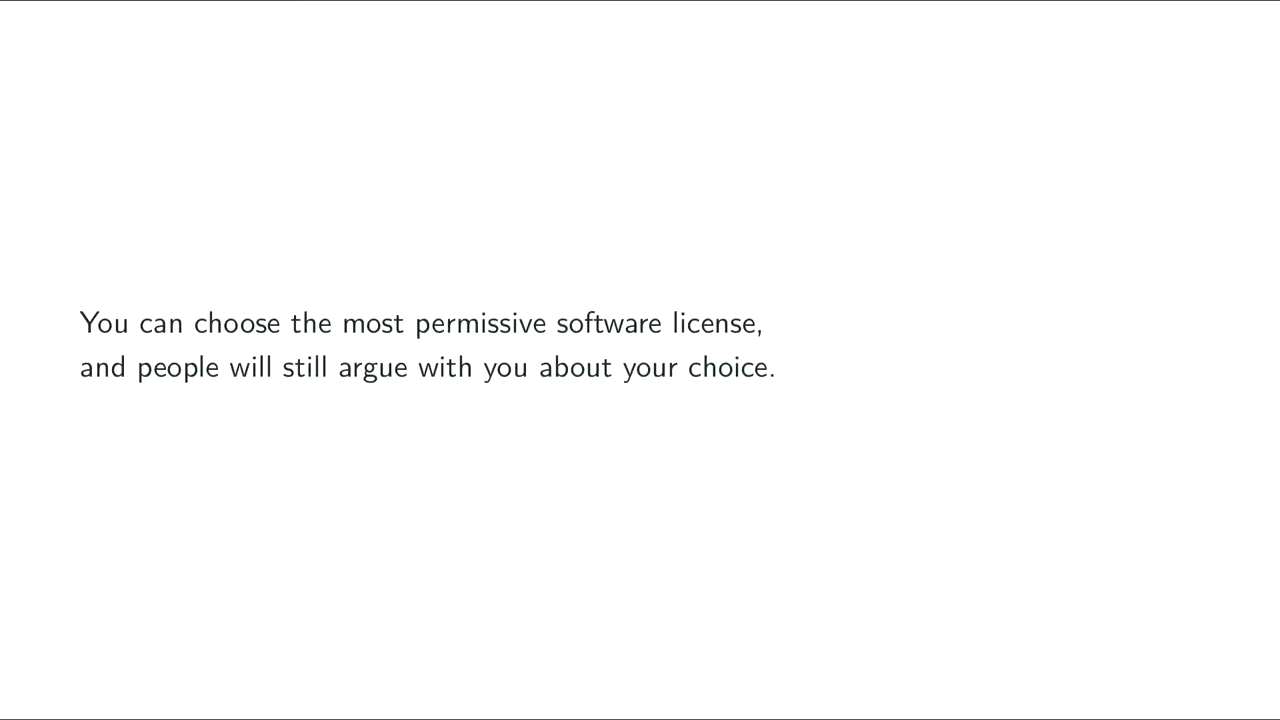 You can choose the most permissive software license,
and people will still argue with you about your choice.